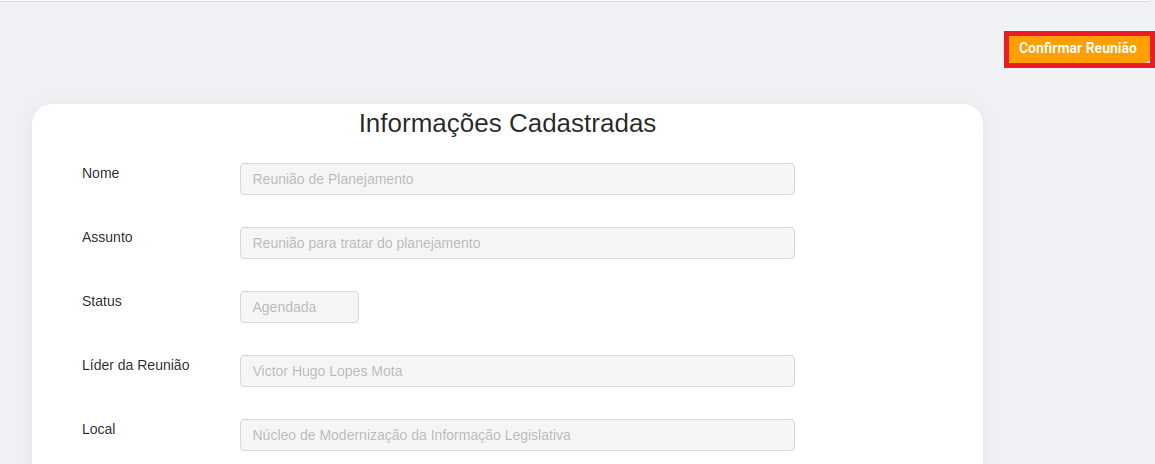 Confirmar Reunião
Informações Cadastradas
Nome
Reunião de Planejamento
Assunto
Reunião para tratar do planejamento
Status
Agendada
Líder da Reunião
Victor Hugo Lopes Mota
Local
Núcleo de Modernização da Informação Legislativa